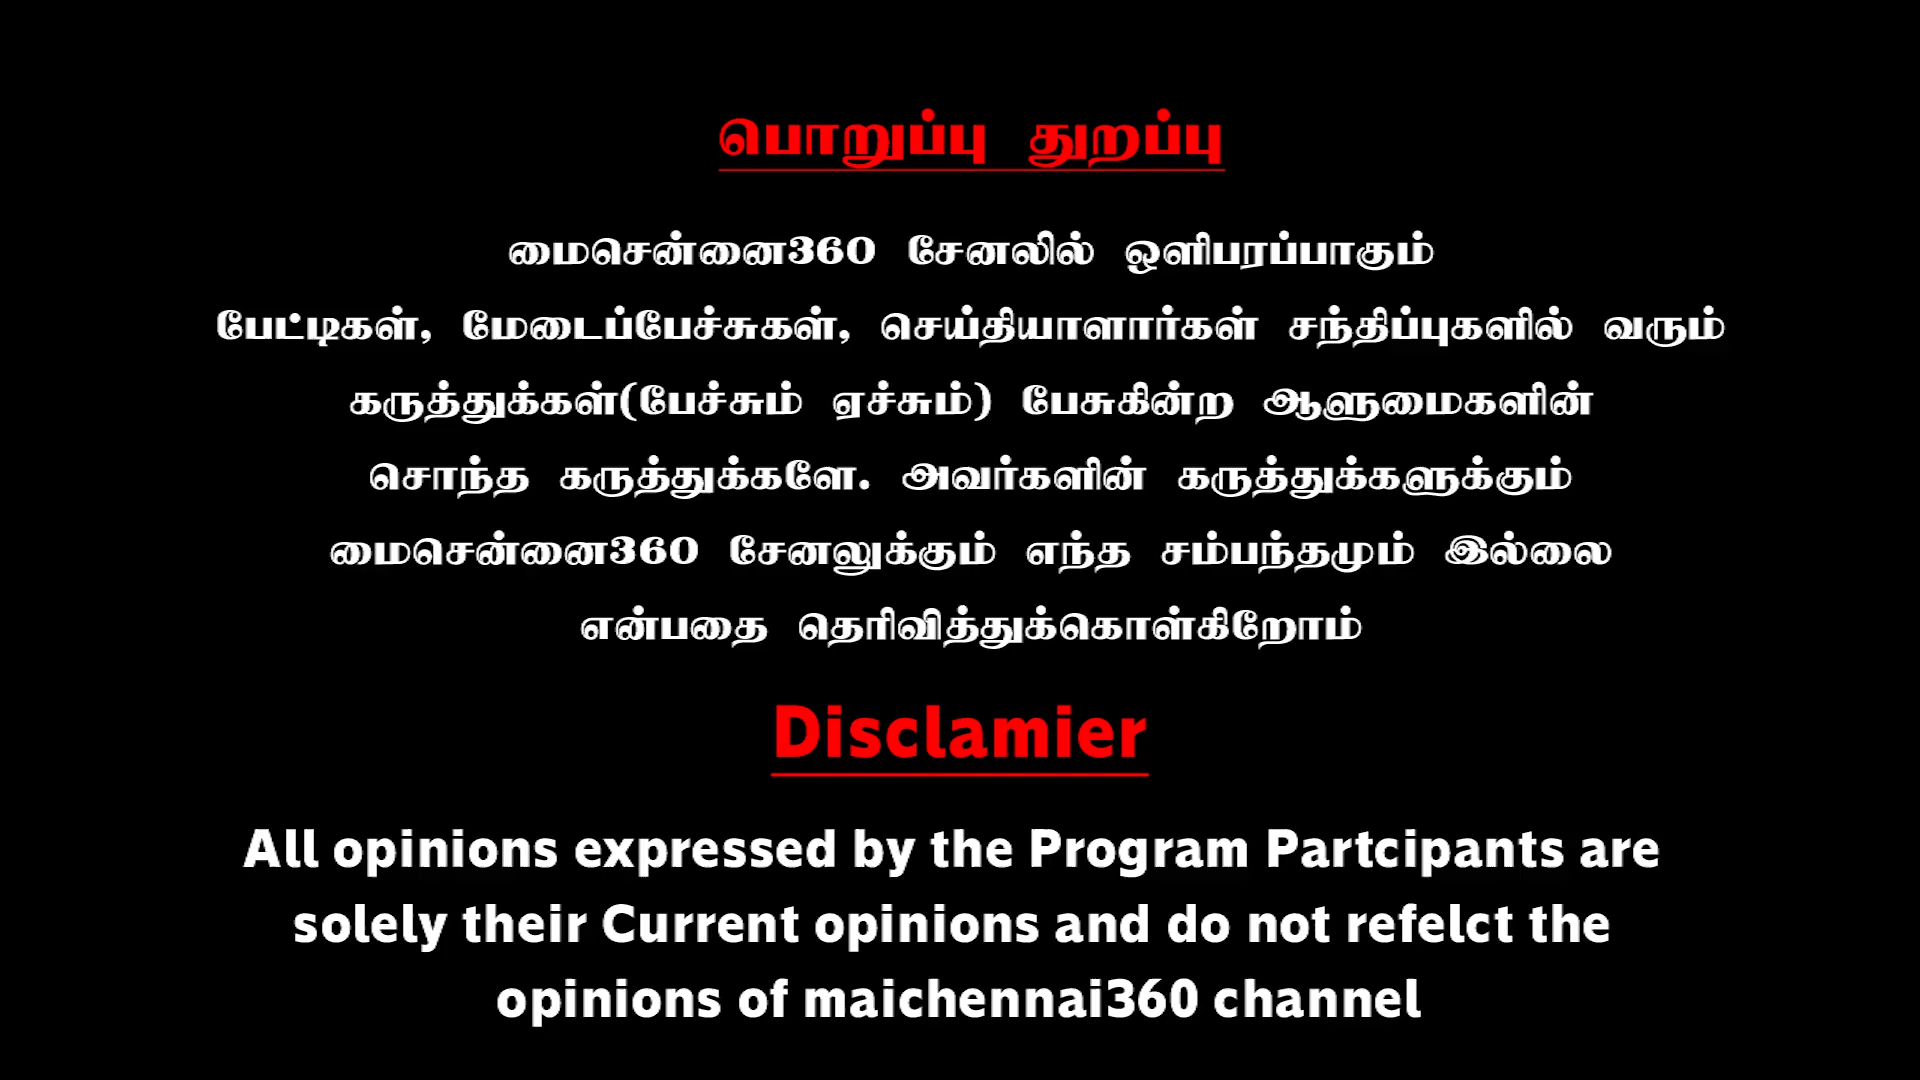 பொறுப்பு துறப்பு
மைசென்னை360 சேனலில் ஒளிபரப்பாகும்
பேட்டிகள், மேடைப்பேச்சுகள், செய்தியாளார்கள் சந்திப்புகளில் வரும்
கருத்துக்கள்(பேச்சும் ஏச்சும்) பேசுகின்ற ஆளுமைகளின்
சொந்த கருத்துக்களே. அவர்களின் கருத்துக்களுக்கும்
மைசென்னை360 சேனலுக்கும் எந்த சம்பந்தமும் இல்லை
என்பதை தெரிவித்துக்கொள்கிறோம்
Disclamier
All opinions expressed by the Program Partcipants are
solely their Current opinions and do not refelct the
opinions of maichennai360 channel